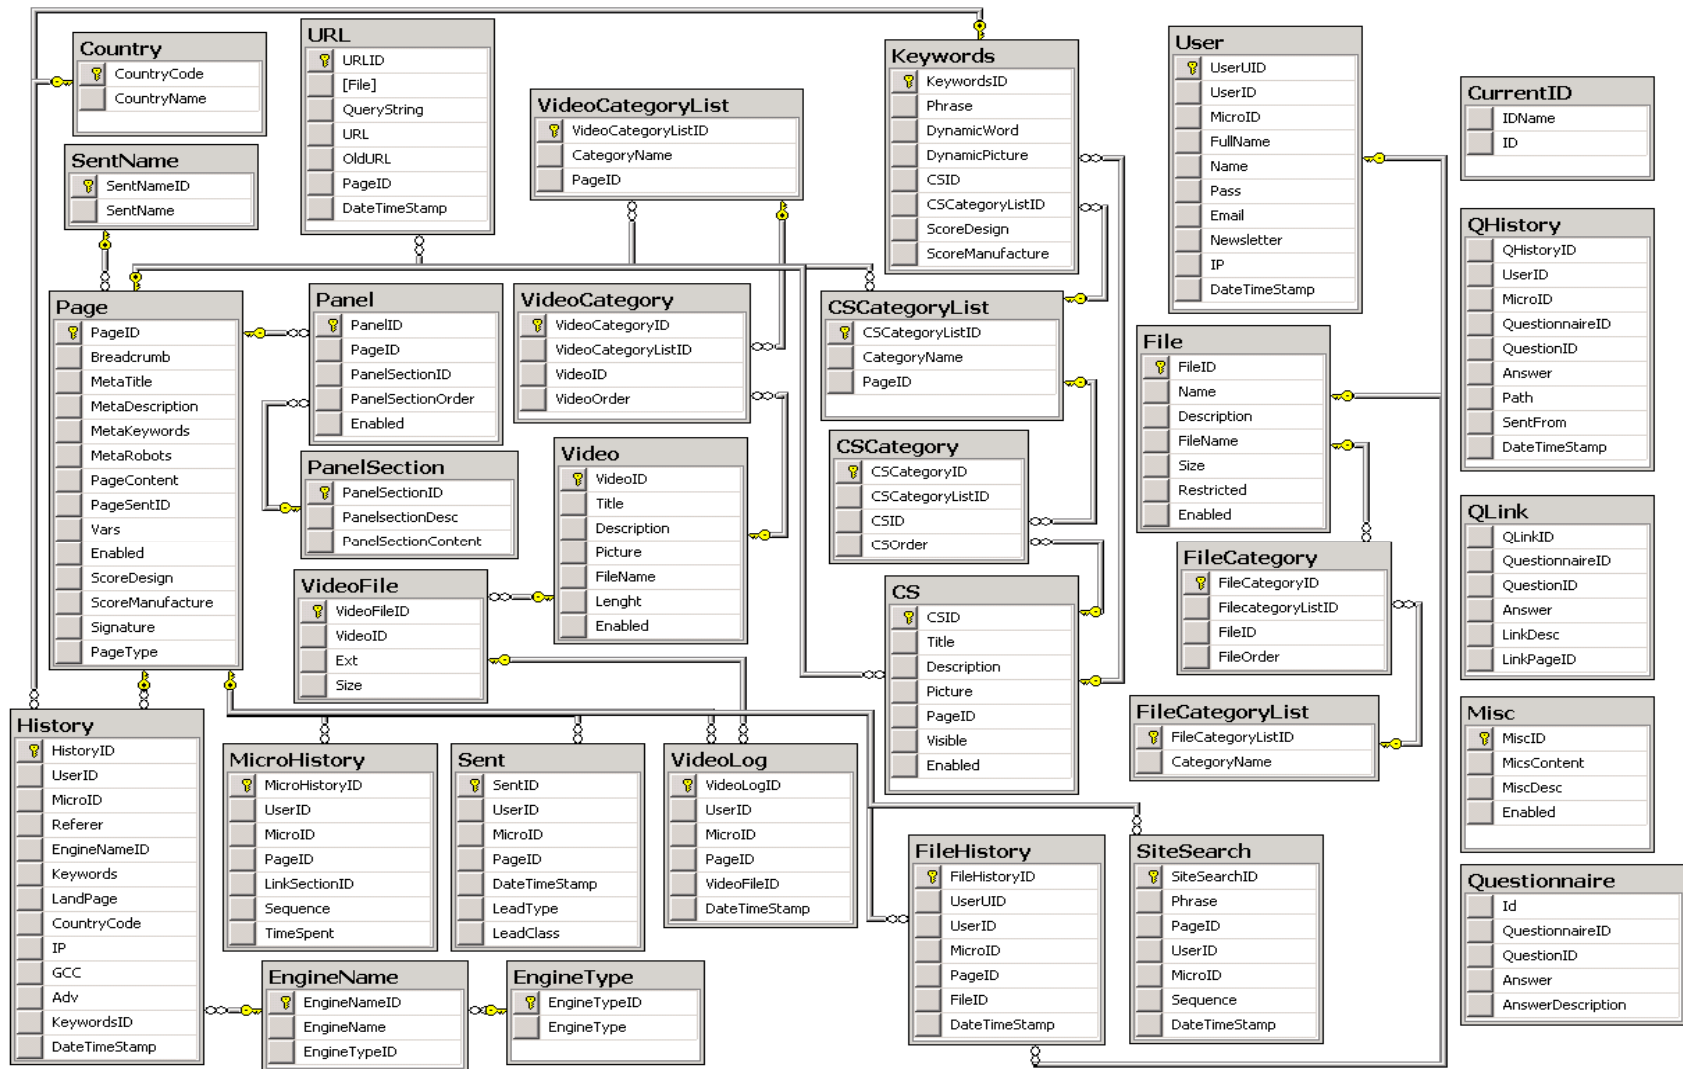 Country
CountryCode
CountryName
SentName
SentNameID
SentName
URL
URLID
[File]
QueryString
URL
OldURL
PageID
DateTimeStamp
VideoCategoryList
VideoCategoryListID
CategoryName
PageID
Keywords
KeywordsID
Phrase
DynamicWord
DynamicPicture
CSID
CSCategoryListID
ScoreDesign
ScoreManufacture
User
UserUID
UserID
MicroID
FullName
Name
Pass
Email
Newsletter
IP
DateTimeStamp
CurrentID
IDName
ID
QHistory
QHistoryID
UserID
MicroID
QuestionnaireID
QuestionID
Answer
Path
SentFrom
DateTimeStamp
Page
PageID
Breadcrumb
MetaTitle
MetaDescription
MetaKeywords
MetaRobots
PageContent
PageSentID
Vars
Enabled
ScoreDesign
ScoreManufacture
Signature
PageType
Panel
PanelID
PageID
PanelSectionID
PanelSectionOrder
Enabled
PanelSection
PanelSectionID
PanelsectionDesc
PanelSectionContent
VideoCategory
VideoCategoryID
VideoCategoryListID
VideoID
VideoOrder
Video
VideoID
Title
Description
Picture
FileName
Lenght
Enabled
VideoFile
VideoFileID
VideoID
Ext
Size
CSCategoryList
CSCategoryListID
CategoryName
PageID
CSCategory
CSCategoryID
CSCategoryListID
CSID
CSOrder
CS
CSID
Title
Description
Picture
PageID
Visible
Enabled
File
FileID
Name
Description
FileName
Size
Restricted
Enabled
FileCategory
FileCategoryID
FilecategoryListID
FileID
FileOrder
FileCategoryList
FileCategoryListID
CategoryName
QLink
QLinkID
QuestionnaireID
QuestionID
Answer
LinkDesc
LinkPageID
Misc
MiscID
MicsContent
MiscDesc
Enabled
History
HistoryID
UserID
MicroID
Referer
EngineNameID
Keywords
LandPage
CountryCode
IP
GCC
Adv
KeywordsID
DateTimeStamp
MicroHistory
MicroHistoryID
UserID
MicroID
PageID
LinkSectionID
Sequence
TimeSpent
Sent
SentID
UserID
MicroID
PageID
DateTimeStamp
LeadType
LeadClass
VideoLog
VideoLogID
UserID
MicroID
PageID
VideoFileID
DateTimeStamp
FileHistory
FileHistoryID
UserUID
UserID
MicroID
PageID
FileID
DateTimeStamp
SiteSearch
SiteSearchID
Phrase
PageID
UserID
MicroID
Sequence
DateTimeStamp
Questionnaire
Id
QuestionnaireID
QuestionID
Answer
AnswerDescription
EngineName
EngineNameID
EngineName
EngineTypeID
EngineType
EngineTypeID
EngineType